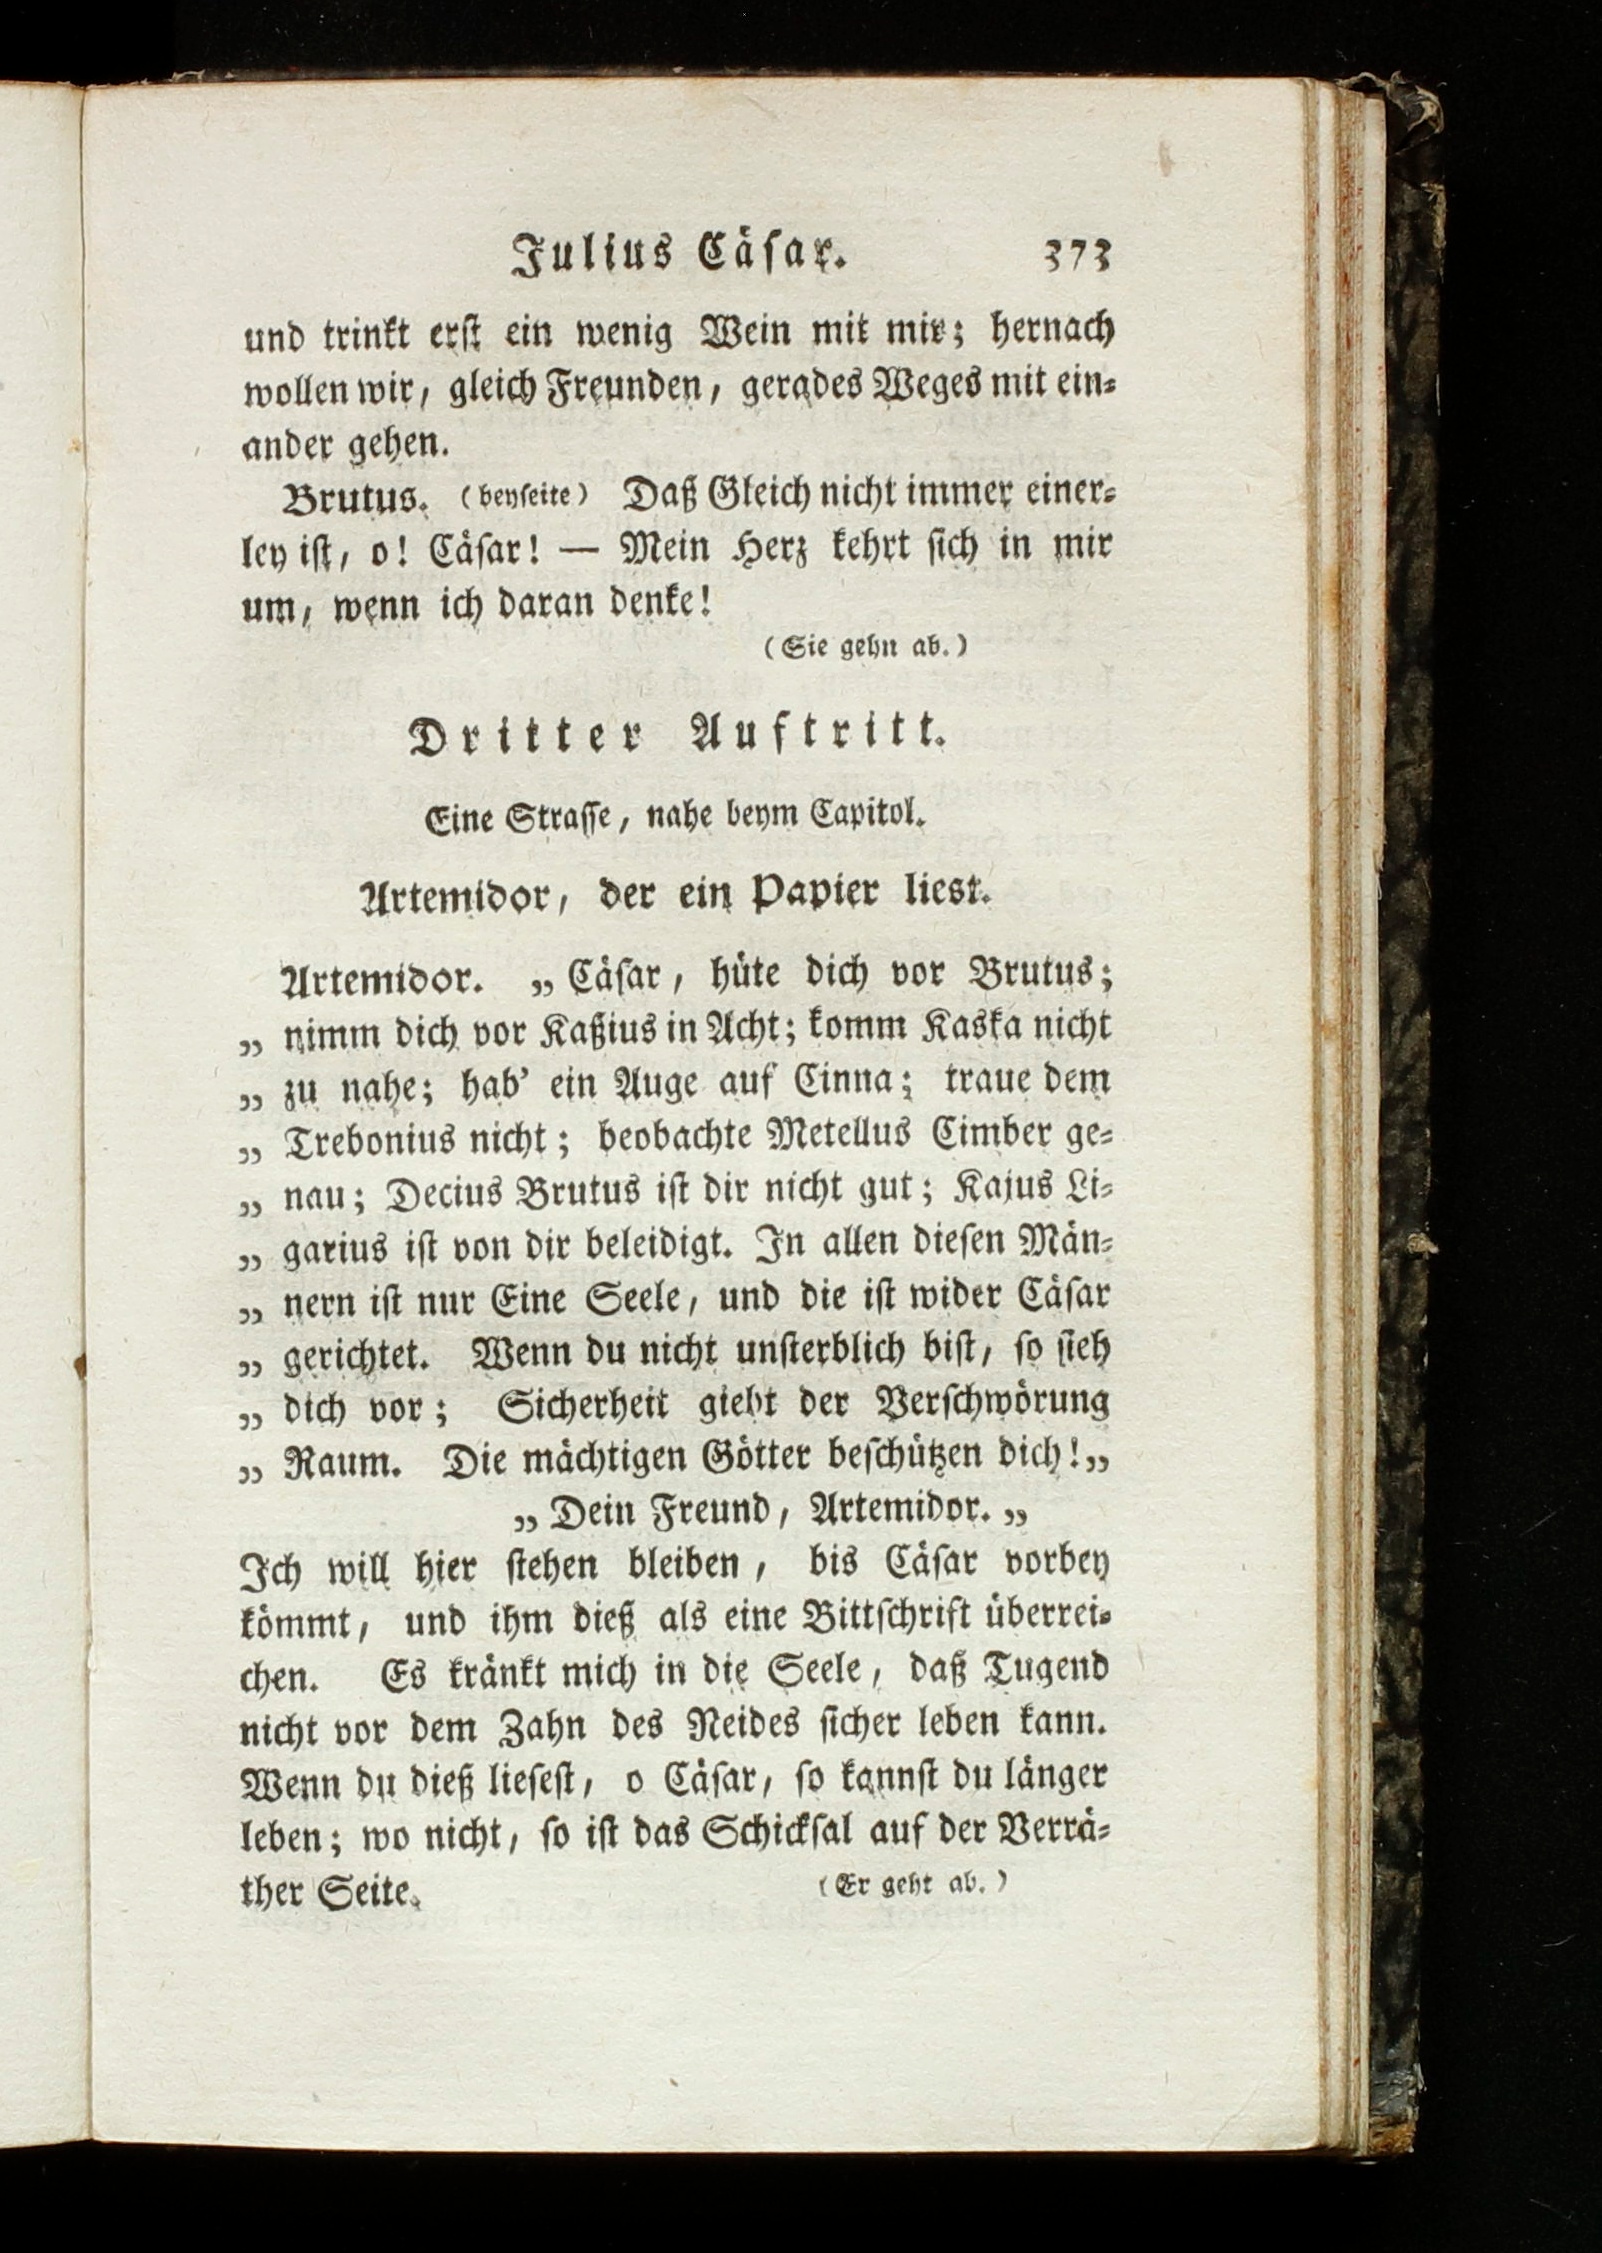 Julius Cäſar. 373
und trinkt erſt ein wenig Wein mit mir; hernach
wollen wir, gleich Freunden, gerades Weges mit ein⸗
ander gehen.
Brutus. (beyſeite) Daß Gleich nicht immer einer⸗
ley iſt, o! Cäſar! — Mein Herz kehrt ſich in mir
um, wenn ich daran denke!
(Sie gehn ab.)
Dritter Auftritt.
Eine Straſſe, nahe beym Capitol.
Artemidor, der ein Papier liest.
Artemidor. „ Cäſar, hüte dich vor Brutus;
„ nimm dich vor Kaßius in Acht; komm Kaska nicht
„ zu nahe; hab’ ein Auge auf Cinna; traue dem
„ Trebonius nicht; beobachte Metellus Cimber ge⸗
„ nau; Decius Brutus iſt dir nicht gut; Kajus Li⸗
„ garius iſt von dir beleidigt. In allen dieſen Män⸗
„ nern iſt nur Eine Seele, und die iſt wider Cäſar
„ gerichtet. Wenn du nicht unſterblich biſt, ſo ſieh
„ dich vor; Sicherheit giebt der Verſchwörung
„ Raum. Die mächtigen Götter beſchützen dich!„
„ Dein Freund, Artemidor. „
Ich will hier ſtehen bleiben, bis Cäſar vorbey
kömmt, und ihm dieß als eine Bittſchrift überrei⸗
chen. Es kränkt mich in die Seele, daß Tugend
nicht vor dem Zahn des Neides ſicher leben kann.
Wenn du dieß lieſeſt, o Cäſar, ſo kannſt du länger
leben; wo nicht, ſo iſt das Schickſal auf der Verrä⸗
ther Seite. (Er geht ab.)